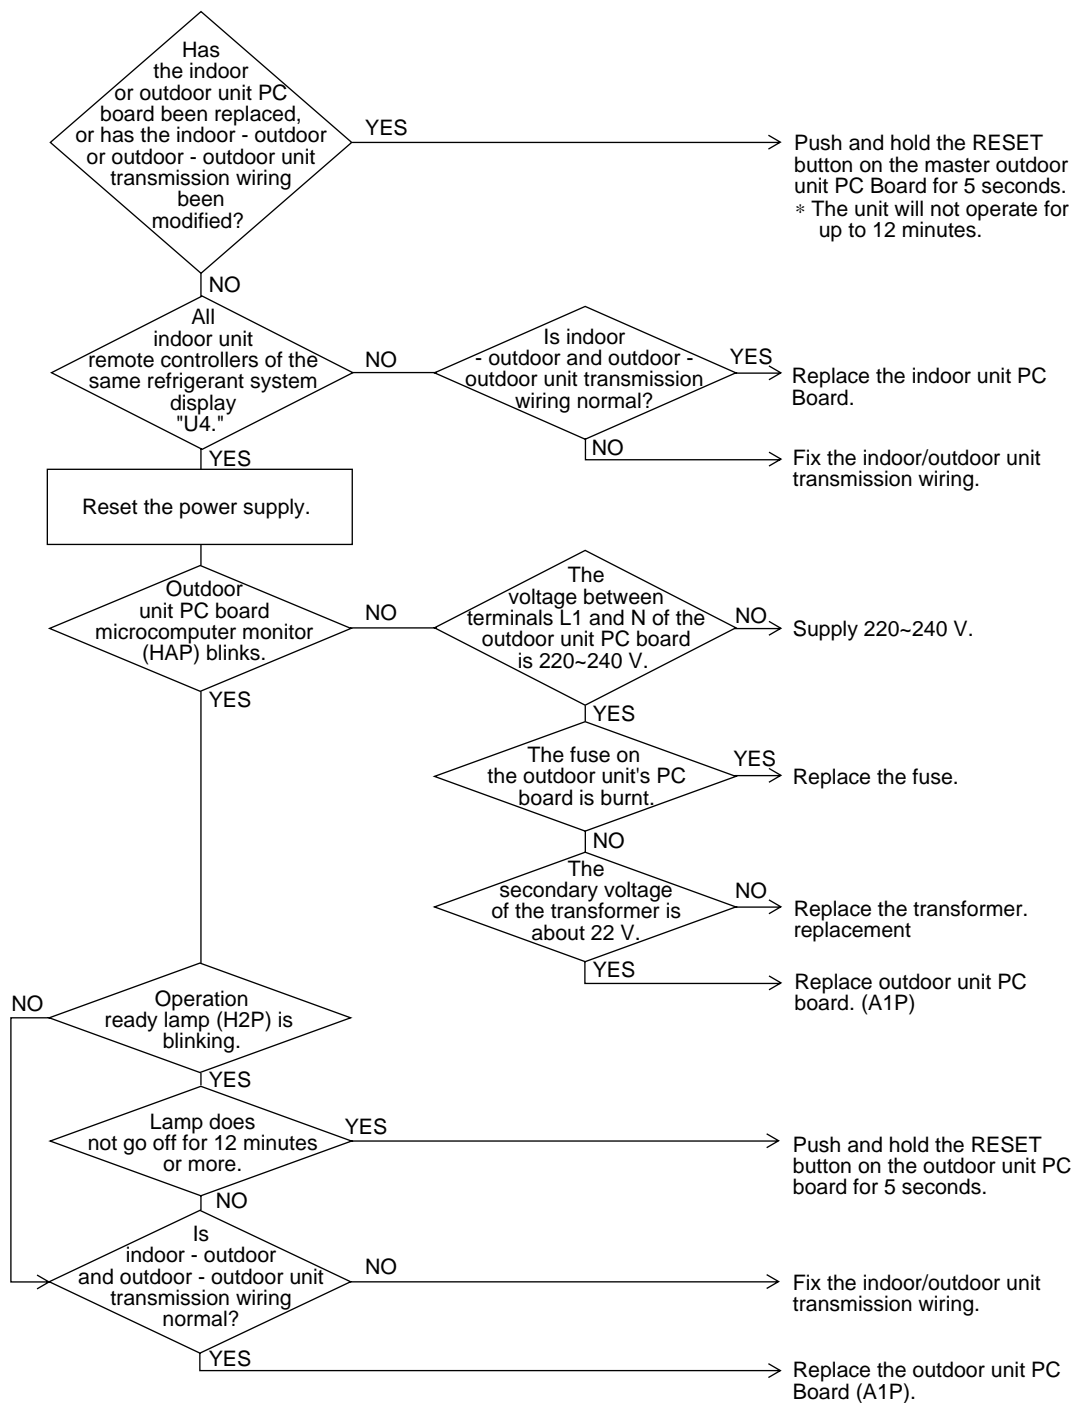 Has
the indoor
or outdoor unit PC
board been replaced,
or has the indoor - outdoor
or outdoor - outdoor unit
transmission wiring
been
modified?
YES
Push and hold the RESET
button on the master outdoor
unit PC Board for 5 seconds.
* The unit will not operate for
up to 12 minutes.
NO
All
indoor unit
remote controllers of the
same refrigerant system
display
"U4."
NO
Is indoor
- outdoor and outdoor -
outdoor unit transmission
wiring normal?
YES
Replace the indoor unit PC
Board.
NO
Fix the indoor/outdoor unit
transmission wiring.
YES
Reset the power supply.
Outdoor
unit PC board
microcomputer monitor
(HAP) blinks.
NO
The
voltage between
terminals L1 and N of the
outdoor unit PC board
is 220~240 V.
NO
Supply 220~240 V.
YES
YES
The fuse on
the outdoor unit's PC
board is burnt.
YES
Replace the fuse.
NO
The
secondary voltage
of the transformer is
about 22 V.
NO
Replace the transformer.
replacement
YES
Replace outdoor unit PC
board. (A1P)
NO
Operation
ready lamp (H2P) is
blinking.
YES
Lamp does
not go off for 12 minutes
or more.
YES
Push and hold the RESET
button on the outdoor unit PC
board for 5 seconds.
NO
Is
indoor - outdoor
and outdoor - outdoor unit
transmission wiring
normal?
NO
Fix the indoor/outdoor unit
transmission wiring.
YES
Replace the outdoor unit PC
Board (A1P).